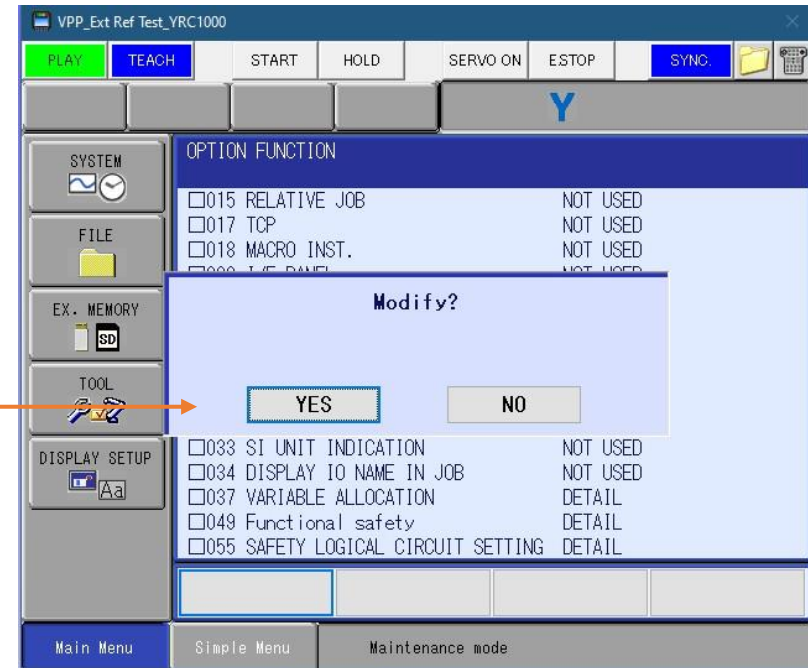 VPP_Ext Ref Test_YRC1000
PLAY TEACH START HOLD SERVO ON ESTOP SYNC.
Y
SYSTEM
FILE
EX. MEMORY
SD
TOOL
DISPLAY SETUP
Aa
OPTION FUNCTION
015 RELATIVE JOB NOT USED
017 TCP NOT USED
018 MACRO INST. NOT USED
Modify?
YES NO
033 SI UNIT INDICATION NOT USED
034 DISPLAY IO NAME IN JOB NOT USED
037 VARIABLE ALLOCATION DETAIL
049 Functional safety DETAIL
055 SAFETY LOGICAL CIRCUIT SETTING DETAIL
Main Menu Simple Menu Maintenance mode